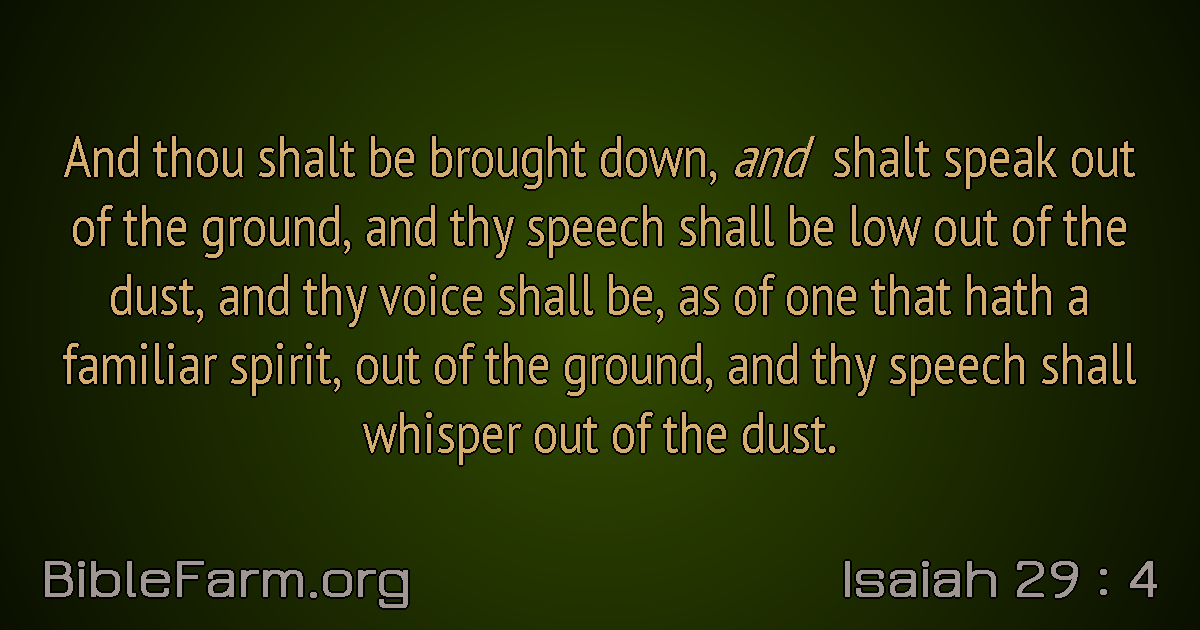 And thou shalt be brought down, and shalt speak out
of the ground, and thy speech shall be low out of the
dust, and thy voice shall be, as of one that hath a
familiar spirit, out of the ground, and thy speech shall
whisper out of the dust.
BibleFarm.org
Isaiah 29 : 4